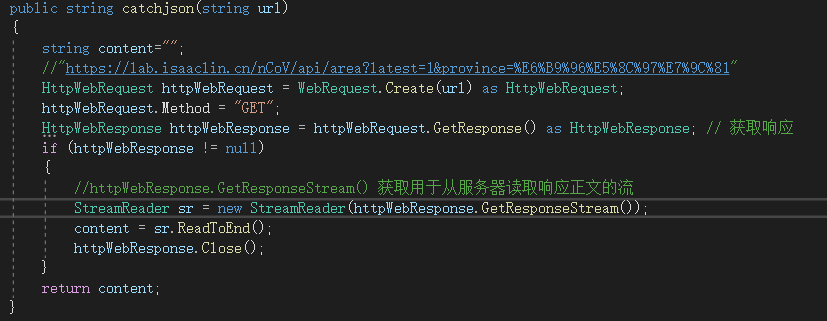 public string catchjson(string url)
{
string content="";
//"https://lab.isaaclin.cn/nCoV/api/area?latest=1&province=%E6%B9%96%E5%8C%97%E7%9C%81"
HttpWebRequest httpWebRequest = WebRequest.Create(url) as HttpWebRequest;
httpWebRequest.Method = "GET";
HttpWebResponse httpWebResponse = httpWebRequest.GetResponse() as HttpWebResponse; // 获取响应
if (httpWebResponse != null)
{
//httpWebResponse.GetResponseStream() 获取用于从服务器读取响应正文的流
StreamReader sr = new StreamReader(httpWebResponse.GetResponseStream());
content = sr.ReadToEnd();
httpWebResponse.Close();
}
return content;
}